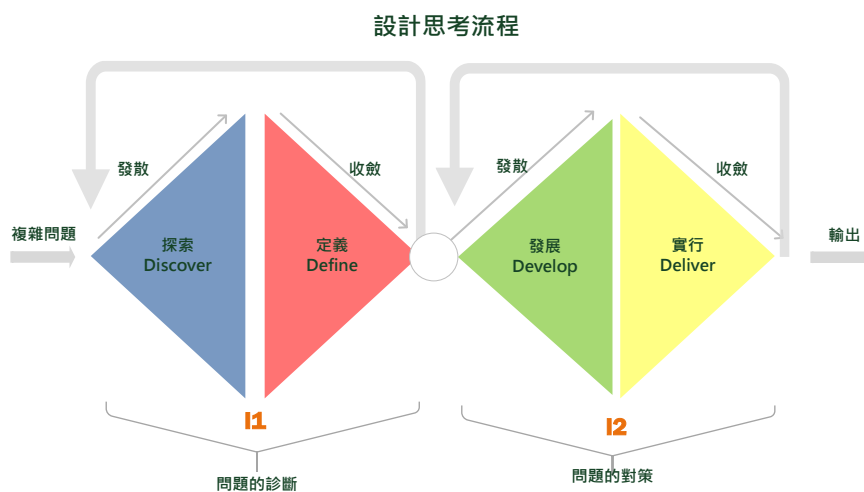 設計思考流程
發散
收斂
發散
收斂
複雜問題
探索
Discover
定義
Define
發展
Develop
實行
Deliver
輸出
I1
I2
問題的診斷
問題的對策